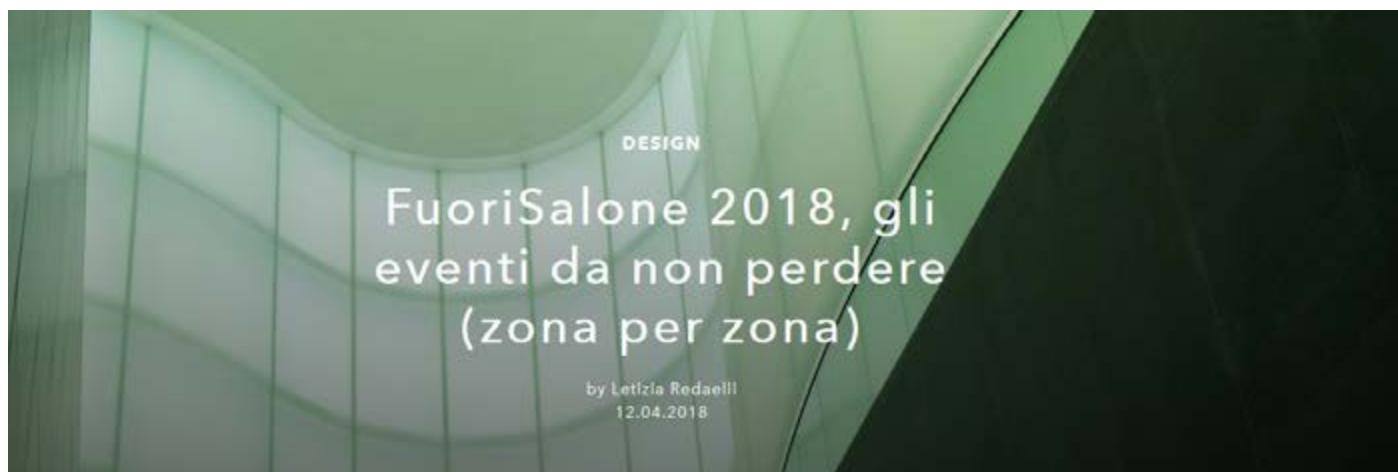 DESIGN
FuoriSalone 2018, gli
eventi da non perdere
(zona per zona)
by Letizia Redaelli
12.04.2018